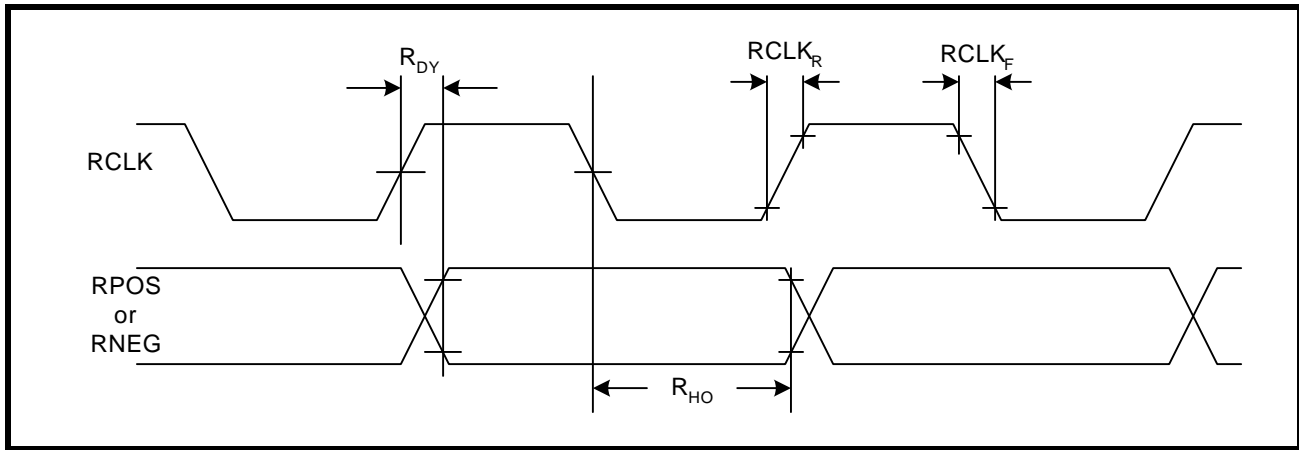 R_DY
RCLK_R
RCLK_F
RCLK
RPOS
or
RNEG
R_HO